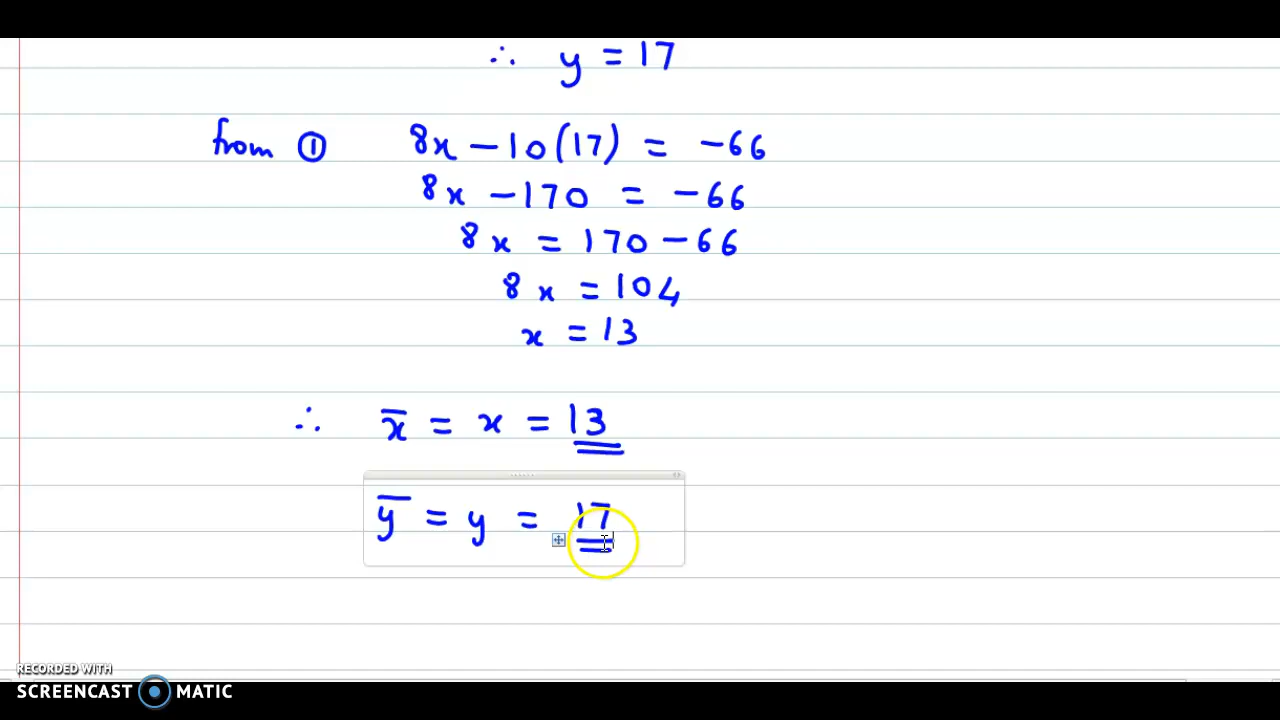 ∴ y = 17
from ① 8x − 10(17) = −66
8x − 170 = −66
8x = 170 − 66
8x = 104
x = 13
∴ x̄ = x = 13
ȳ = y = 17
RECORDED WITH
SCREENCAST MATIC